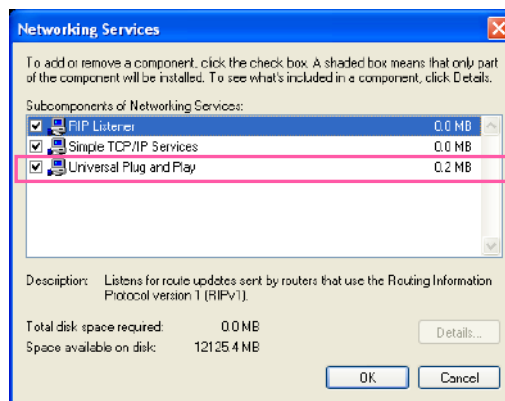 Networking Services
To add or remove a component, click the check box. A shaded box means that only part
of the component will be installed. To see what's included in a component, click Details.
Subcomponents of Networking Services:
RIP Listener 0.0 MB
Simple TCP/IP Services 0.0 MB
Universal Plug and Play 0.2 MB
Description: Listens for route updates sent by routers that use the Routing Information
Protocol version 1 (RIPv1).
Total disk space required: 0.0 MB
Details...
Space available on disk: 12125.4 MB
OK Cancel